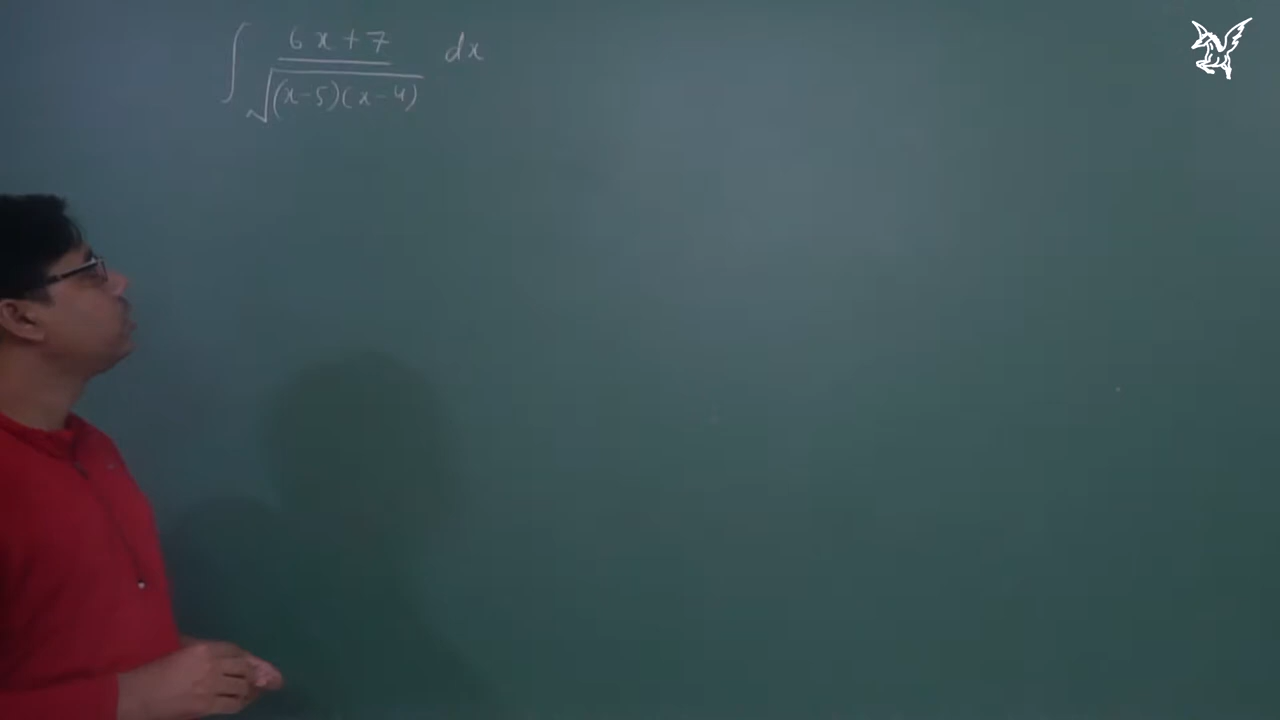 ∫ (6x+7)/√((x-5)(x-4)) dx